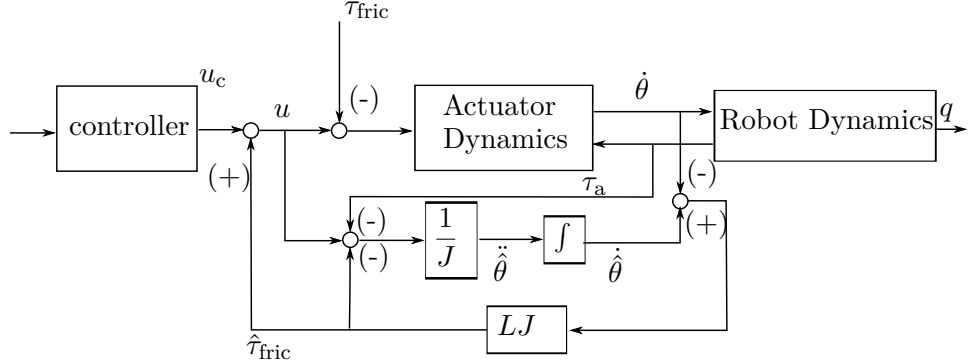 τ_fric
u_c
u
(-)
θ̇
q
controller
Actuator
Dynamics
Robot Dynamics
(+)
τ_a
(-)
(-)
(-)
(+)
1
J
θ̂̈
∫
θ̂̇
LJ
τ̂_fric